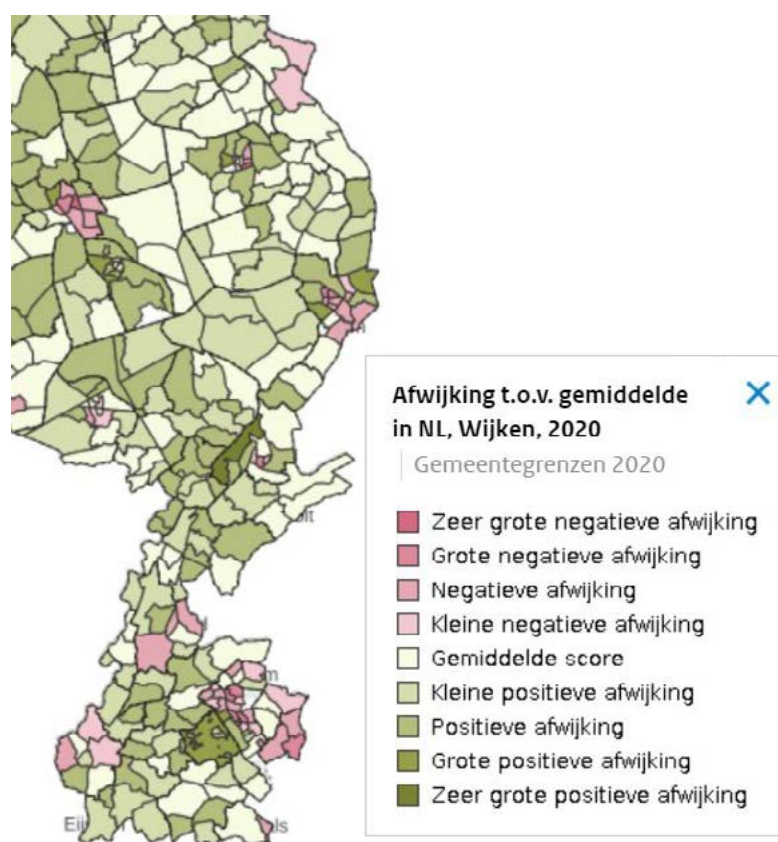 Afwijking t.o.v. gemiddelde
in NL, Wijken, 2020
Gemeentegrenzen 2020
Zeer grote negatieve afwijking
Grote negatieve afwijking
Negatieve afwijking
Kleine negatieve afwijking
Gemiddelde score
Kleine positieve afwijking
Positieve afwijking
Grote positieve afwijking
Zeer grote positieve afwijking